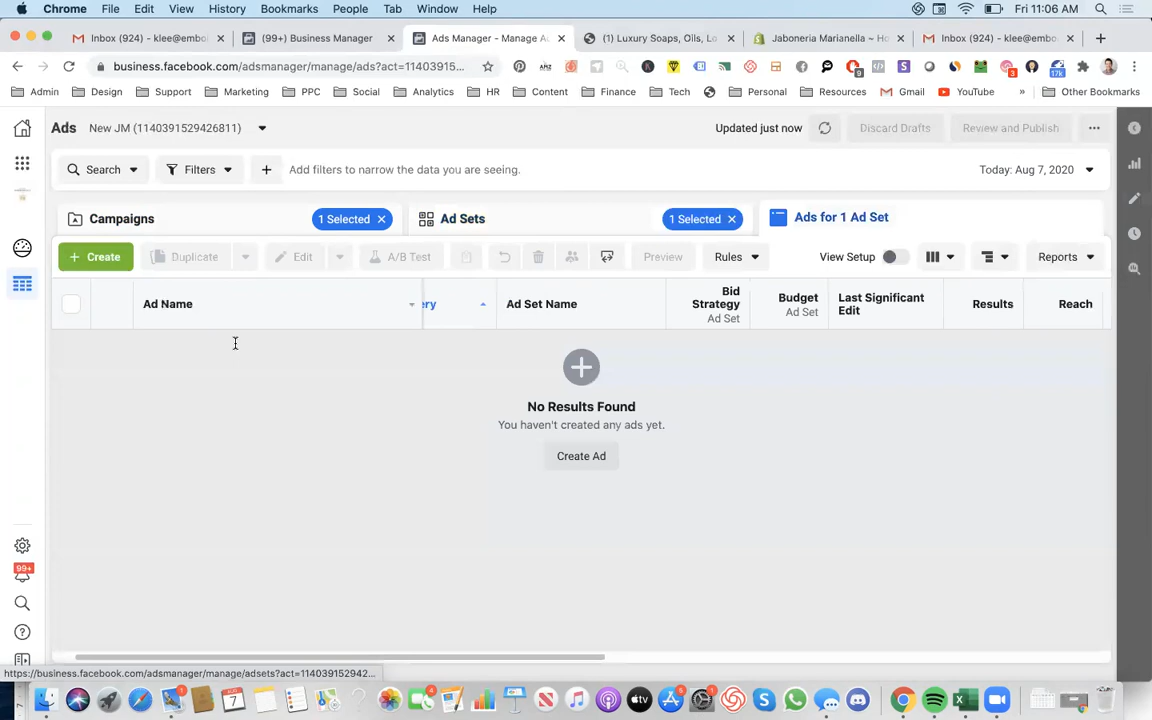 Chrome File Edit View History Bookmarks People Tab Window Help Fri 11:06 AM
Inbox (924) - klee@embo (99+) Business Manager Ads Manager - Manage A (1) Luxury Soaps, Oils, Lo Jaboneria Marianella ~ Ho Inbox (924) - klee@embo
business.facebook.com/adsmanager/manage/ads?act=11403915... 9 3 17k
Admin Design Support Marketing PPC Social Analytics HR Content Finance Tech Personal Resources Gmail YouTube » Other Bookmarks
Ads New JM (1140391529426811) Updated just now Discard Drafts Review and Publish
Search Filters Add filters to narrow the data you are seeing. Today: Aug 7, 2020
Campaigns 1 Selected Ad Sets 1 Selected Ads for 1 Ad Set
Create Duplicate Edit A/B Test Preview Rules View Setup Reports
Ad Name ery Ad Set Name Bid Strategy Ad Set Budget Ad Set Last Significant Edit Results Reach
No Results Found
You haven't created any ads yet.
Create Ad
99+
https://business.facebook.com/adsmanager/manage/adsets?act=114039152942...